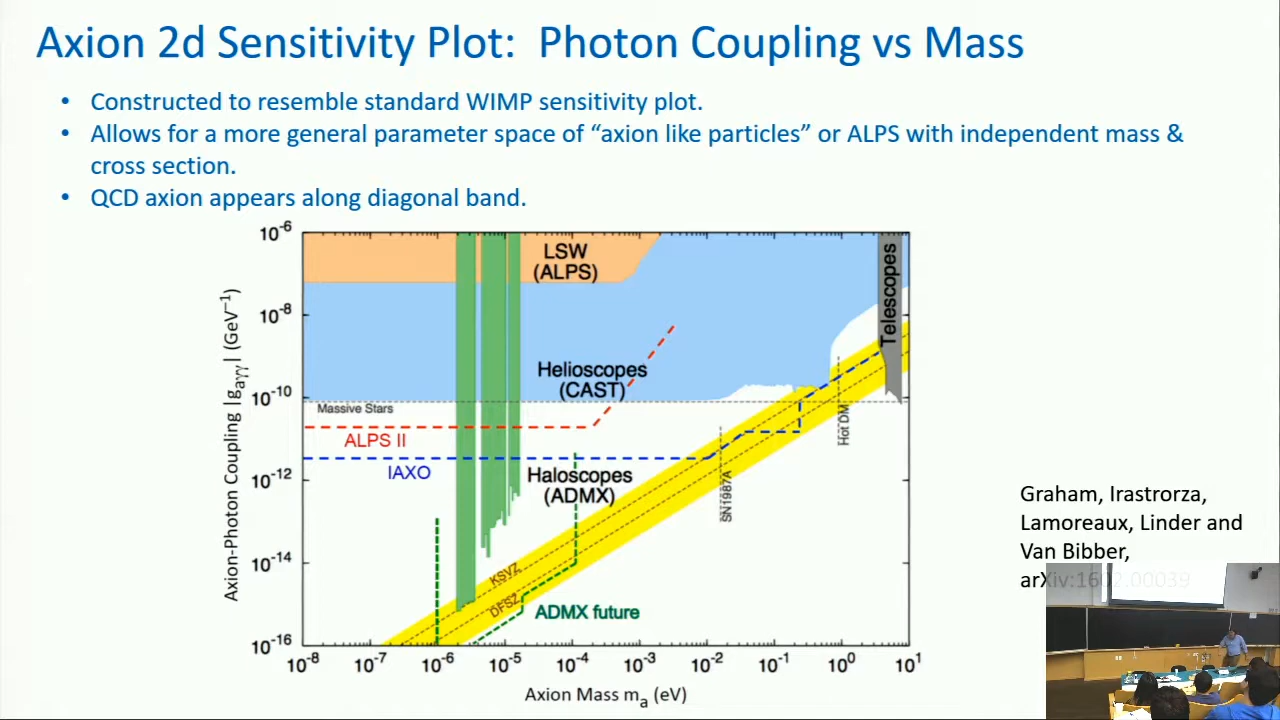 Axion 2d Sensitivity Plot: Photon Coupling vs Mass
• Constructed to resemble standard WIMP sensitivity plot.
• Allows for a more general parameter space of “axion like particles” or ALPS with independent mass &
cross section.
• QCD axion appears along diagonal band.
10-6
LSW
(ALPS)
Telescopes
10-8
Helioscopes
(CAST)
10-10
Massive Stars
ALPS II
Hot DM
IAXO
10-12
Haloscopes
(ADMX)
SN1987A
10-14
KSVZ
DFSZ
ADMX future
10-16
10-8 10-7 10-6 10-5 10-4 10-3 10-2 10-1 100 101
Axion Mass ma (eV)
Axion-Photon Coupling |gaγγ| (GeV-1)
Graham, Irastrorza,
Lamoreaux, Linder and
Van Bibber,
arXiv:1602.00039